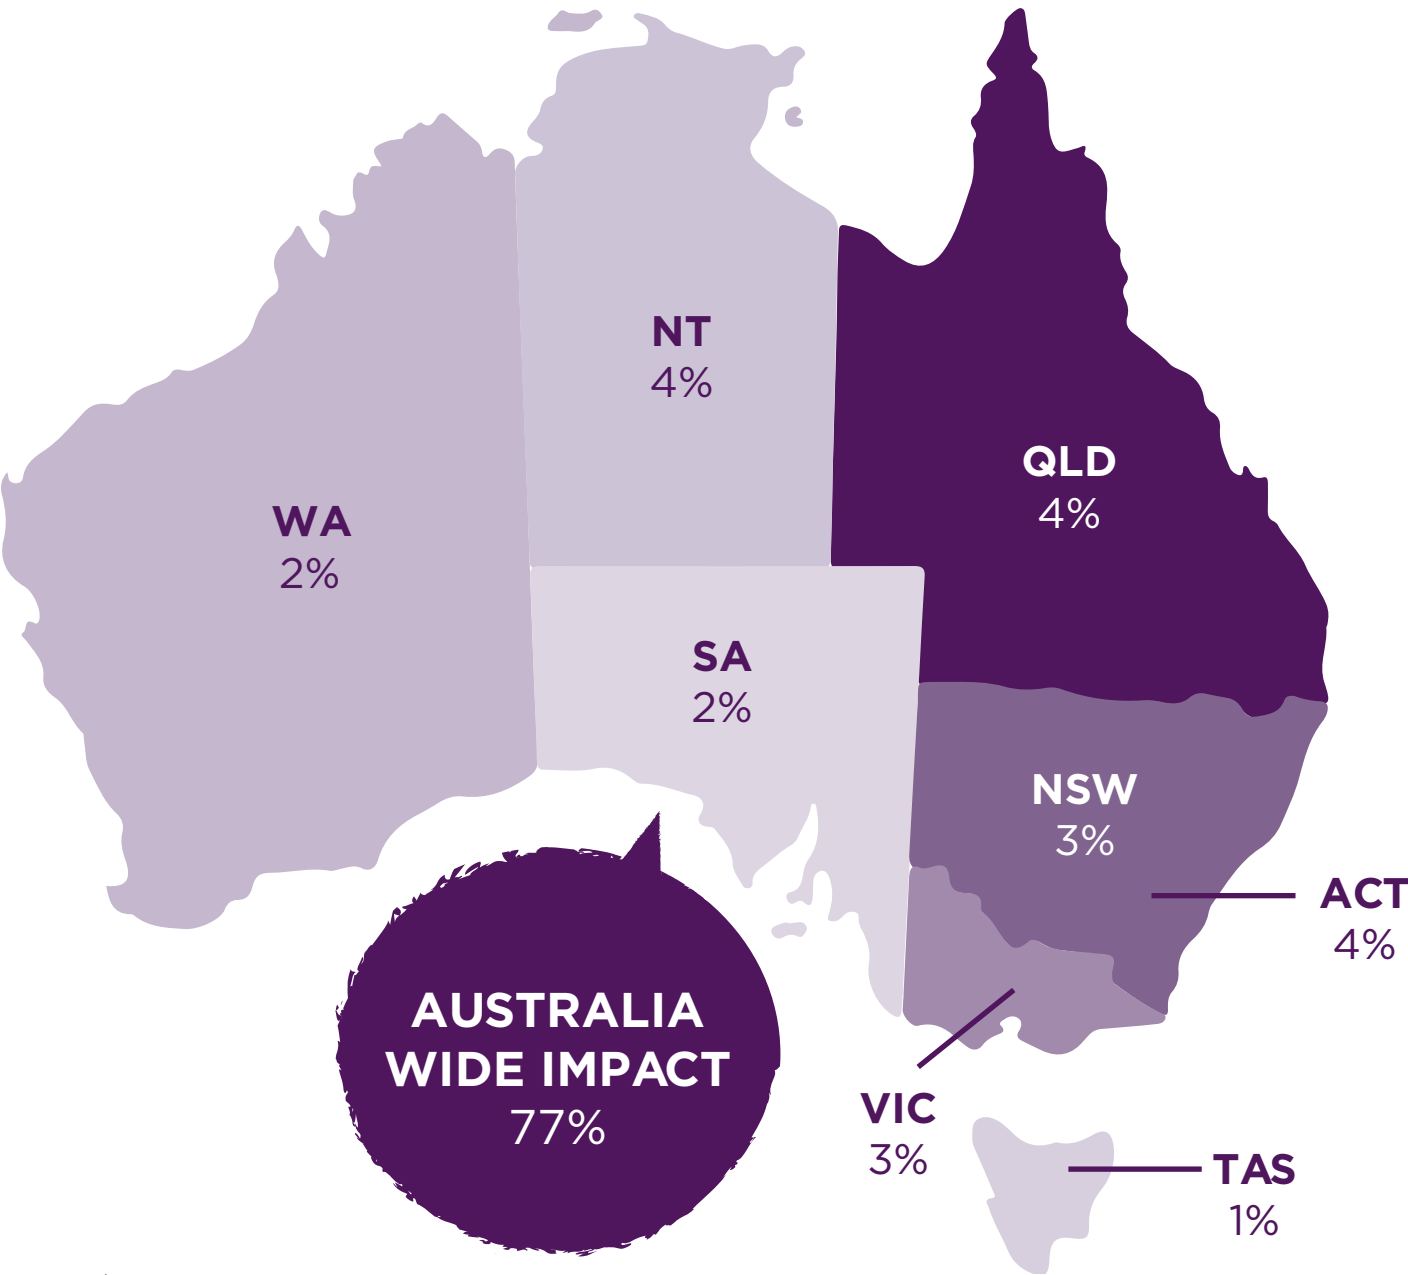 NT
4%
QLD
4%
WA
2%
SA
2%
NSW
3%
ACT
4%
AUSTRALIA
WIDE IMPACT
77%
VIC
3%
TAS
1%